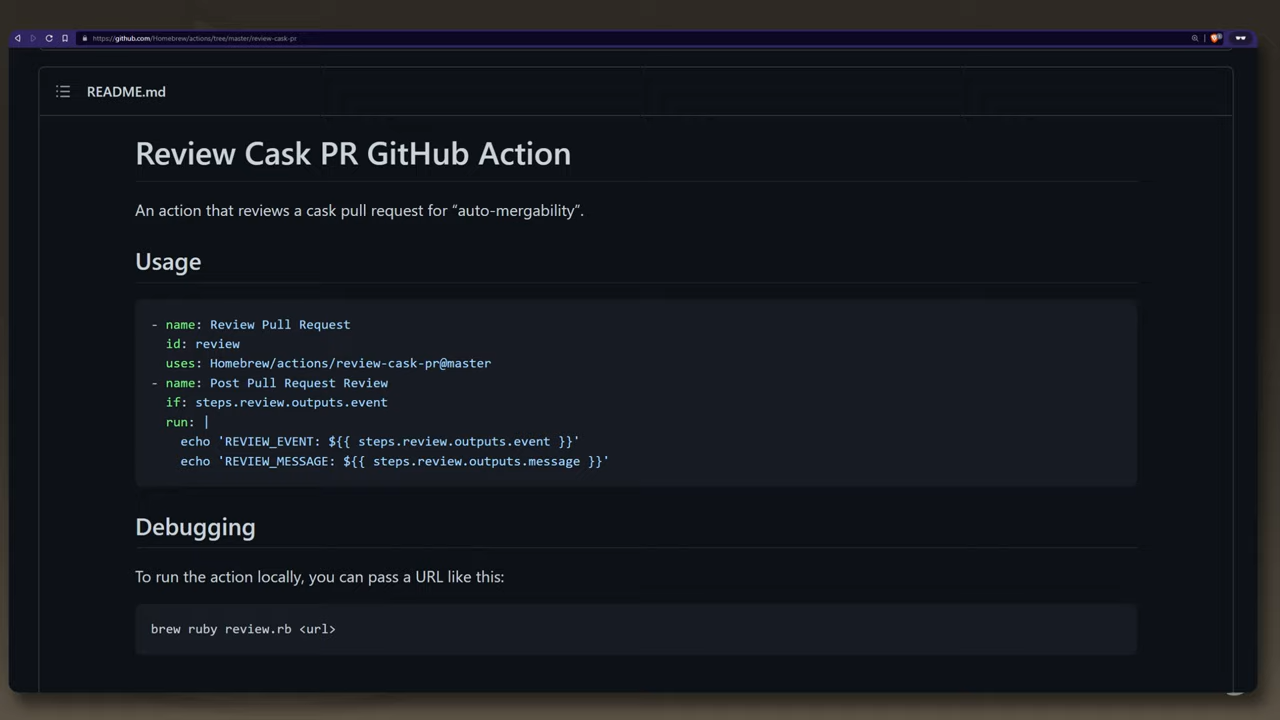 https://github.com/Homebrew/actions/tree/master/review-cask-pr
README.md
Review Cask PR GitHub Action
An action that reviews a cask pull request for “auto-mergability”.
Usage
- name: Review Pull Request
  id: review
  uses: Homebrew/actions/review-cask-pr@master
- name: Post Pull Request Review
  if: steps.review.outputs.event
  run: |
    echo 'REVIEW_EVENT: ${{ steps.review.outputs.event }}'
    echo 'REVIEW_MESSAGE: ${{ steps.review.outputs.message }}'
Debugging
To run the action locally, you can pass a URL like this:
brew ruby review.rb <url>